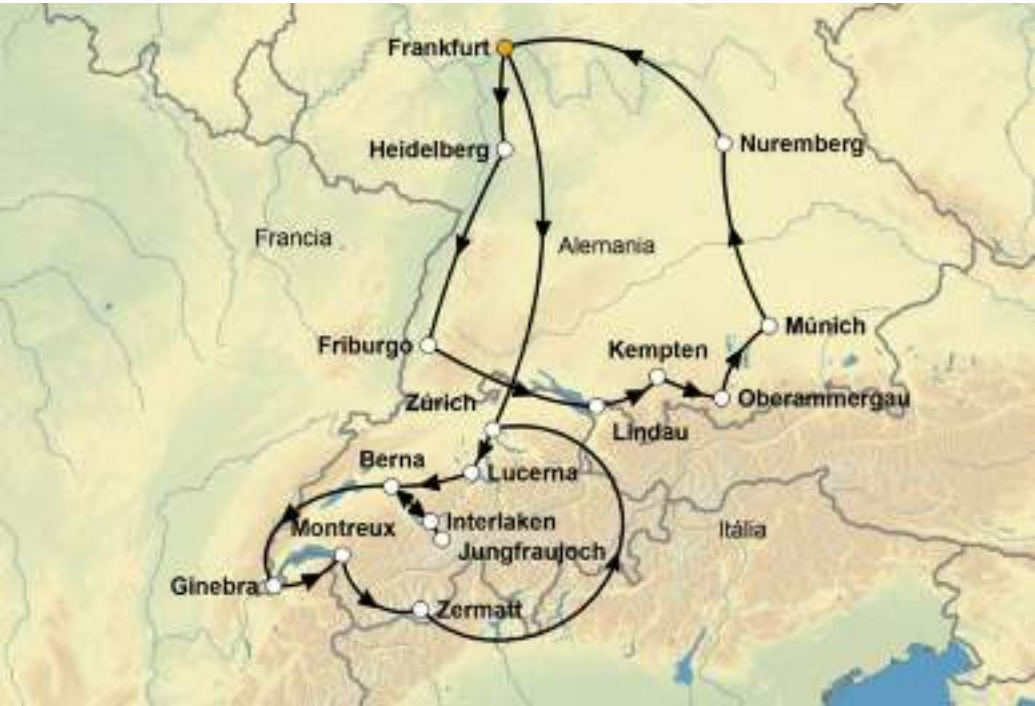 Frankfurt
Heidelberg
Nuremberg
Francia
Alemania
Friburgo
Múnich
Kempten
Oberammergau
Zúrich
Lindau
Berna
Lucerna
Interlaken
Montreux
Itália
Jungfraujoch
Ginebra
Zermatt